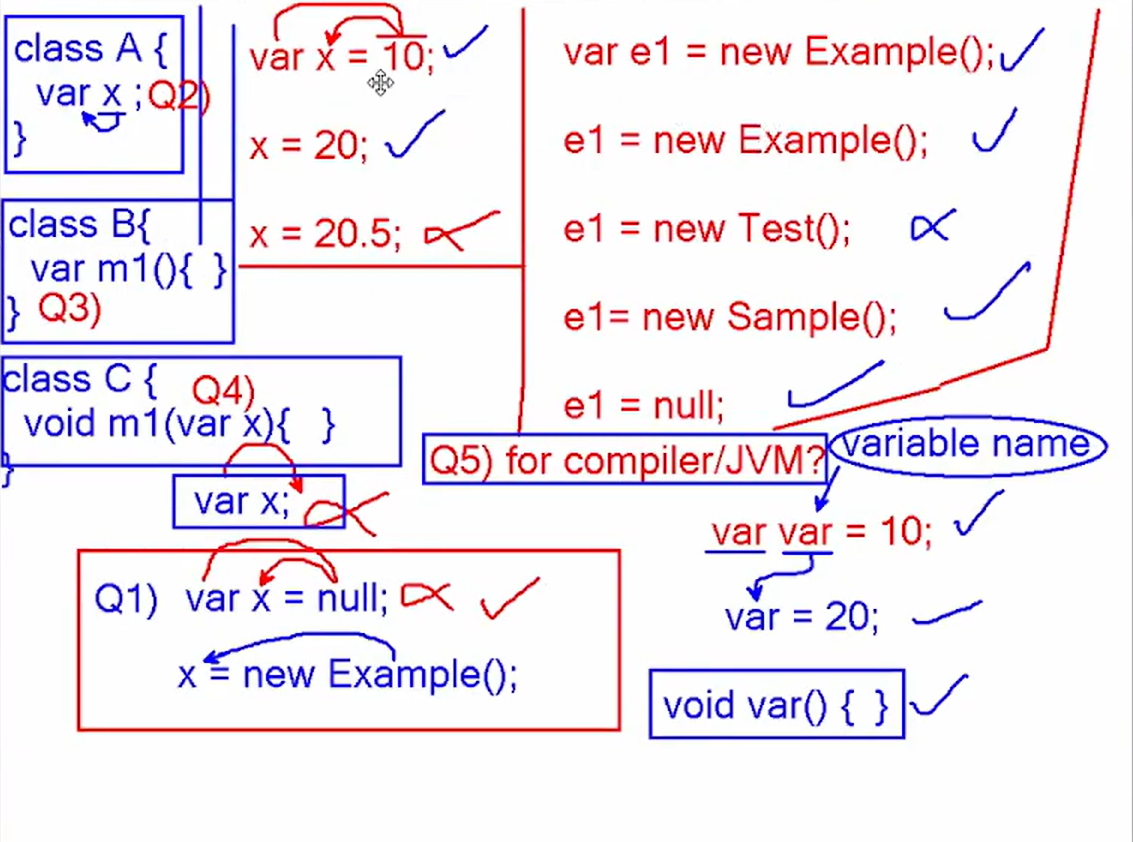 class A {
var x ; Q2)
}
class B{
var m1(){ }
} Q3)
class C { Q4)
void m1(var x){ }
}
var x = 10;
x = 20;
x = 20.5;
var e1 = new Example();
e1 = new Example();
e1 = new Test();
e1= new Sample();
e1 = null;
Q5) for compiler/JVM?
variable name
var x;
var var = 10;
var = 20;
void var() { }
Q1) var x = null;
x = new Example();